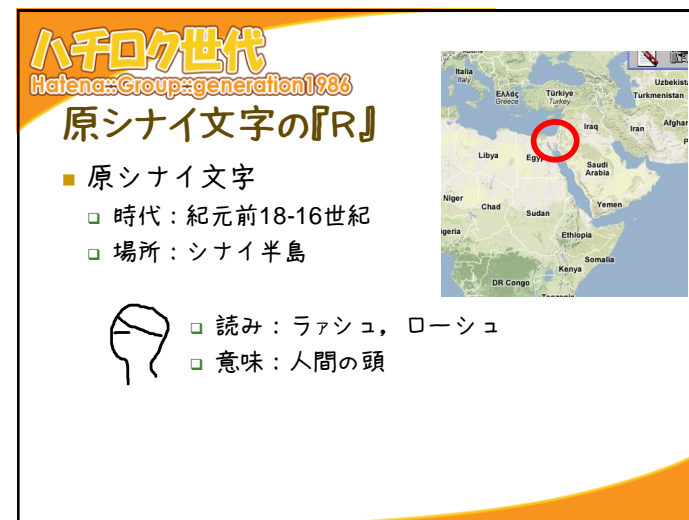 ハチロク世代
Hatena::Group::generation1986
原シナイ文字の『R』
原シナイ文字
時代：紀元前18-16世紀
場所：シナイ半島
読み：ラァシュ，ローシュ
意味：人間の頭
Italia
Italy
Ελλάς
Greece
Türkiye
Turkey
Uzbekist
Turkmenistan
Iraq
Iran
Afghar
Libya
Egypt
Saudi
Arabia
Niger
Chad
Sudan
Yemen
igeria
Ethiopia
Somalia
Kenya
DR Congo